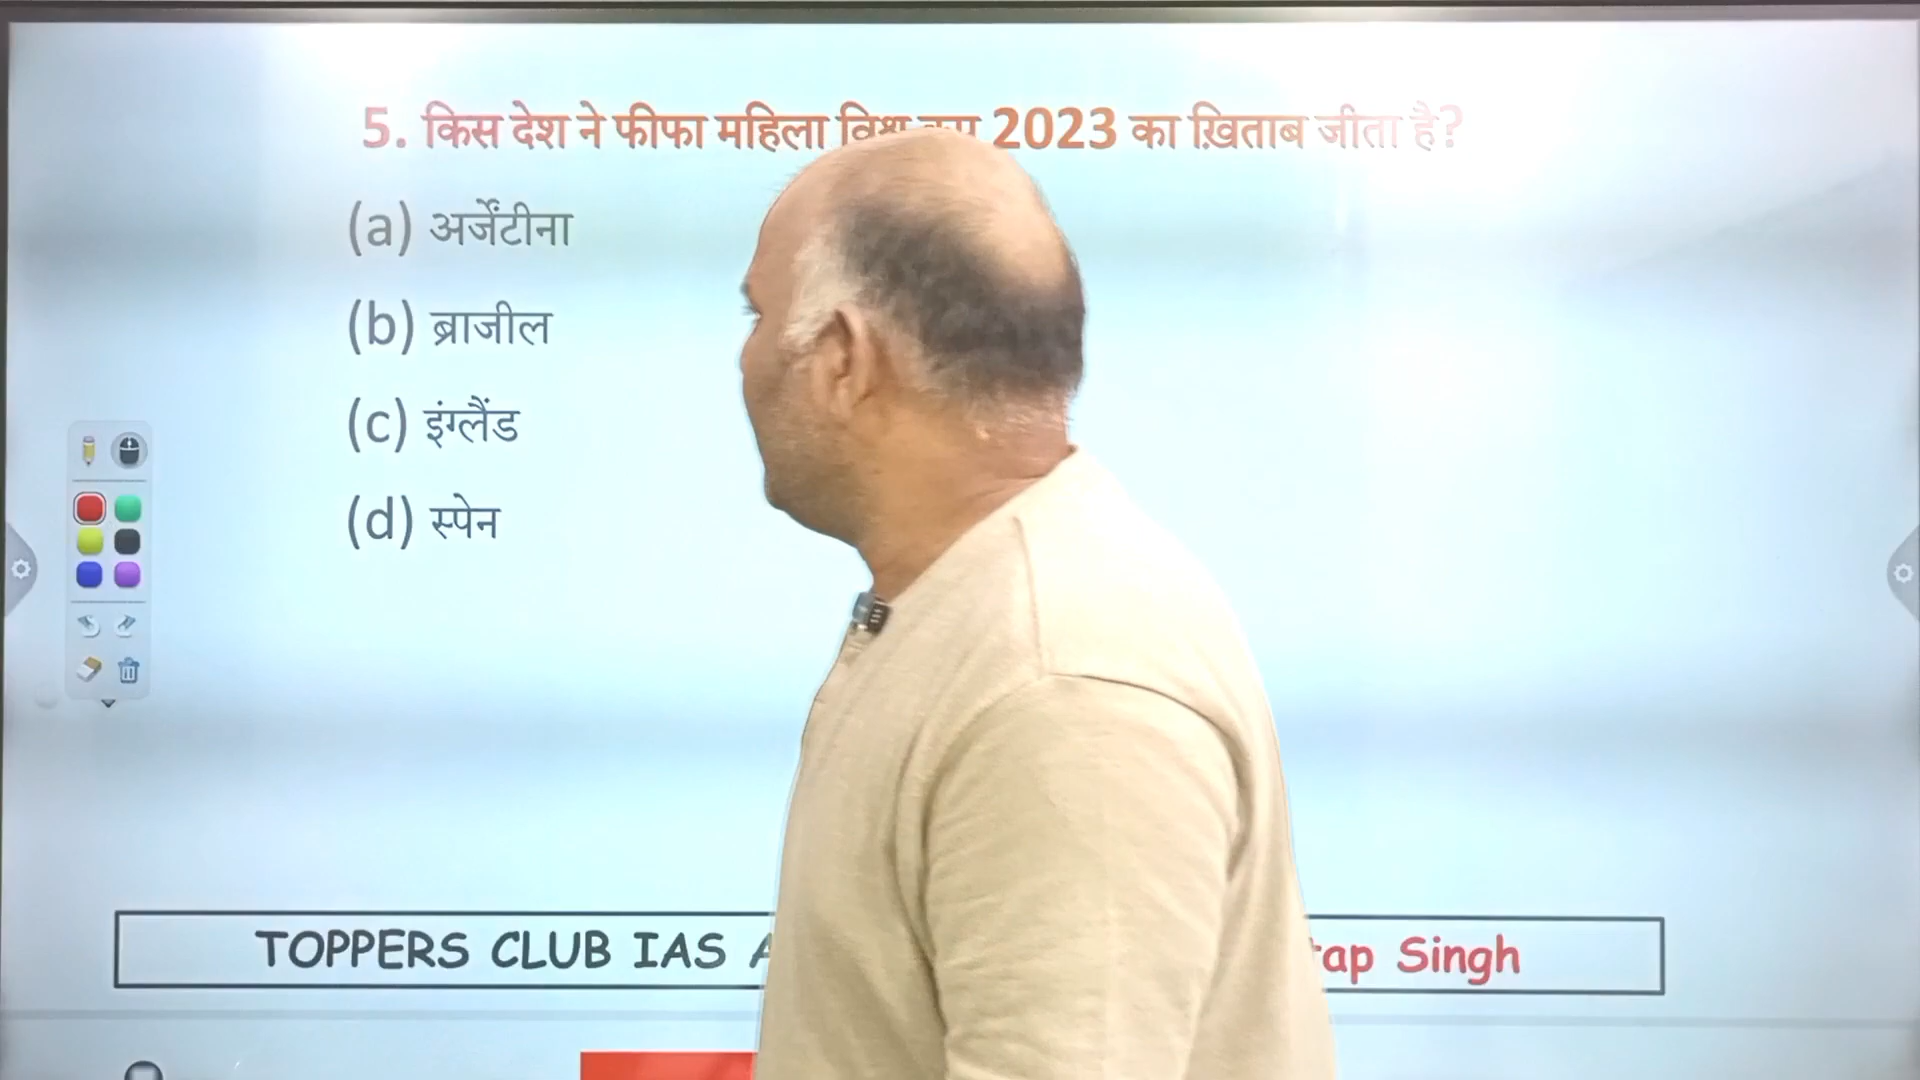 5. किस देश ने फीफा महिला 2023 का ख़िताब जीता है?
(a) अर्जेंटीना
(b) ब्राजील
(c) इंग्लैंड
(d) स्पेन
TOPPERS CLUB IAS Singh